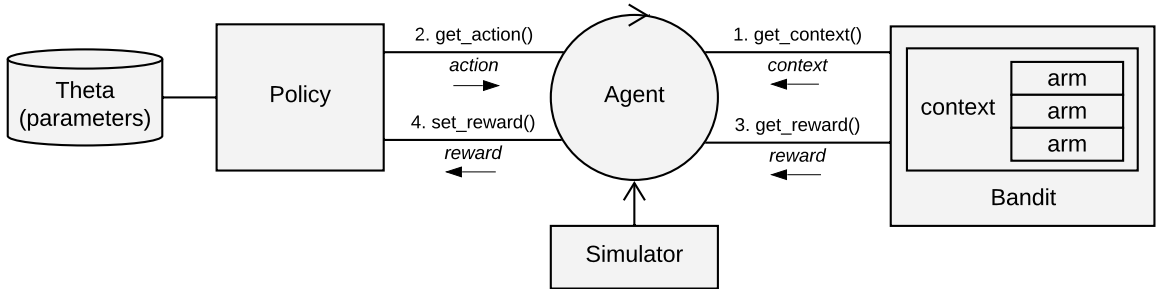 Theta
(parameters)
Policy
2. get_action()
action
4. set_reward()
reward
Agent
1. get_context()
context
3. get_reward()
reward
context
arm
arm
arm
Bandit
Simulator